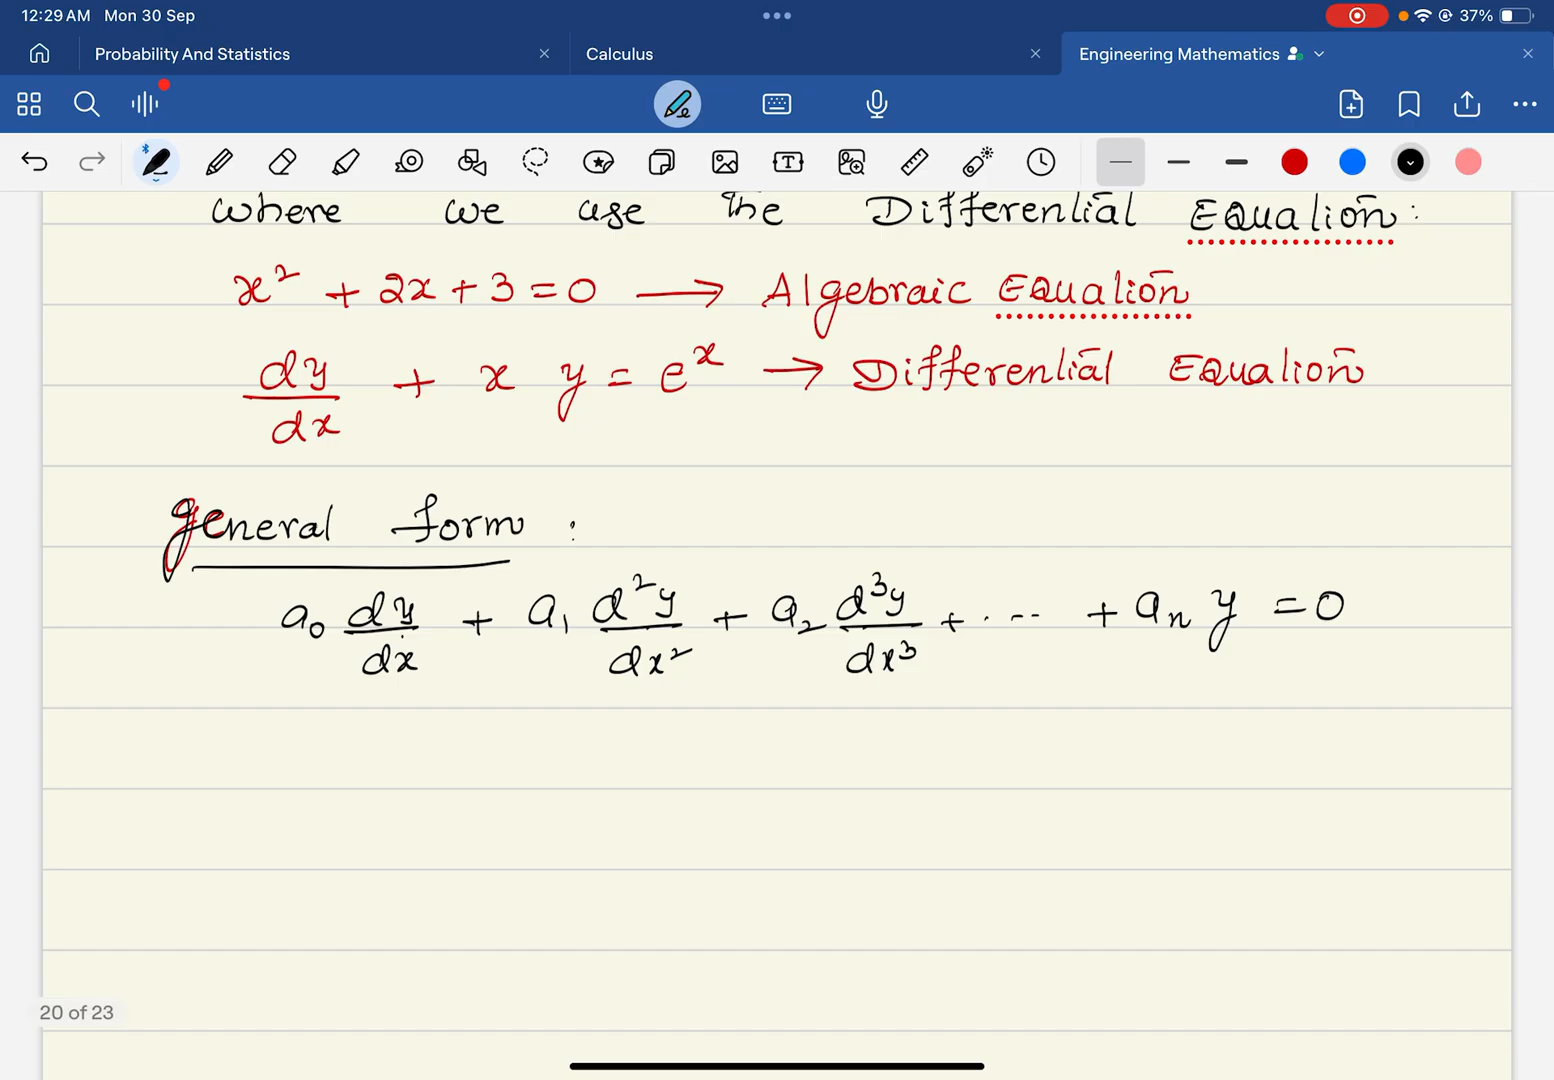 12:29 AM Mon 30 Sep
37%
Probability And Statistics
Calculus
Engineering Mathematics
where we use the Differential Equation :
x² + 2x + 3 = 0 ⟶ Algebraic Equation
dy/dx + x y = eˣ → Differential Equation
general form :
a₀ dy/dx + a₁ d²y/dx² + a₂ d³y/dx³ + ..... + aₙ y = 0
20 of 23